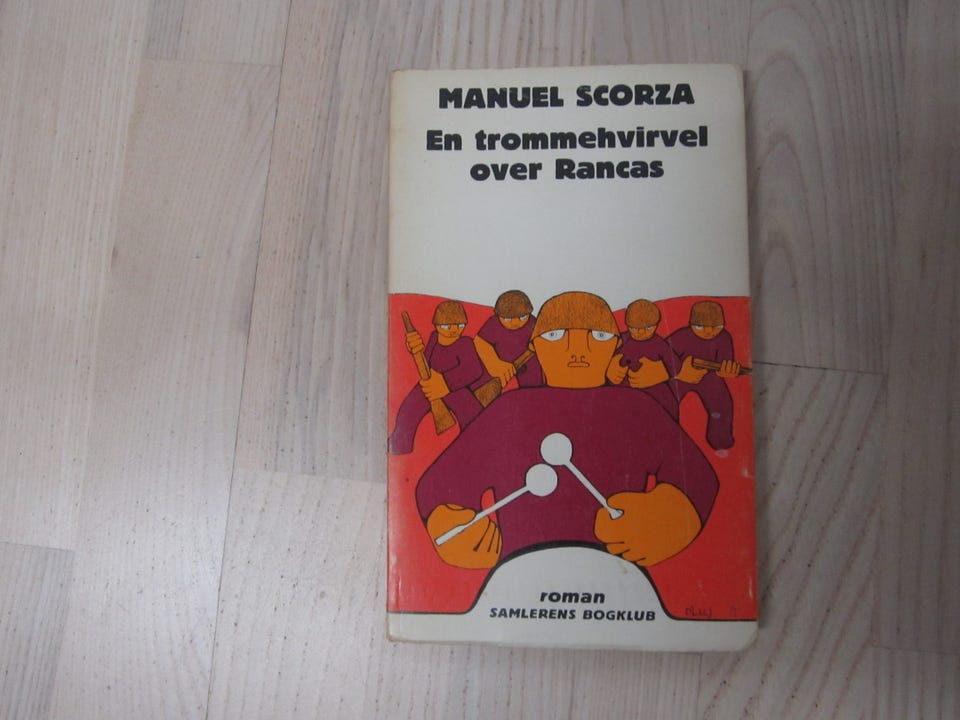 MANUEL SCORZA
En trommehvirvel
over Rancas
roman
SAMLERENS BOGKLUB